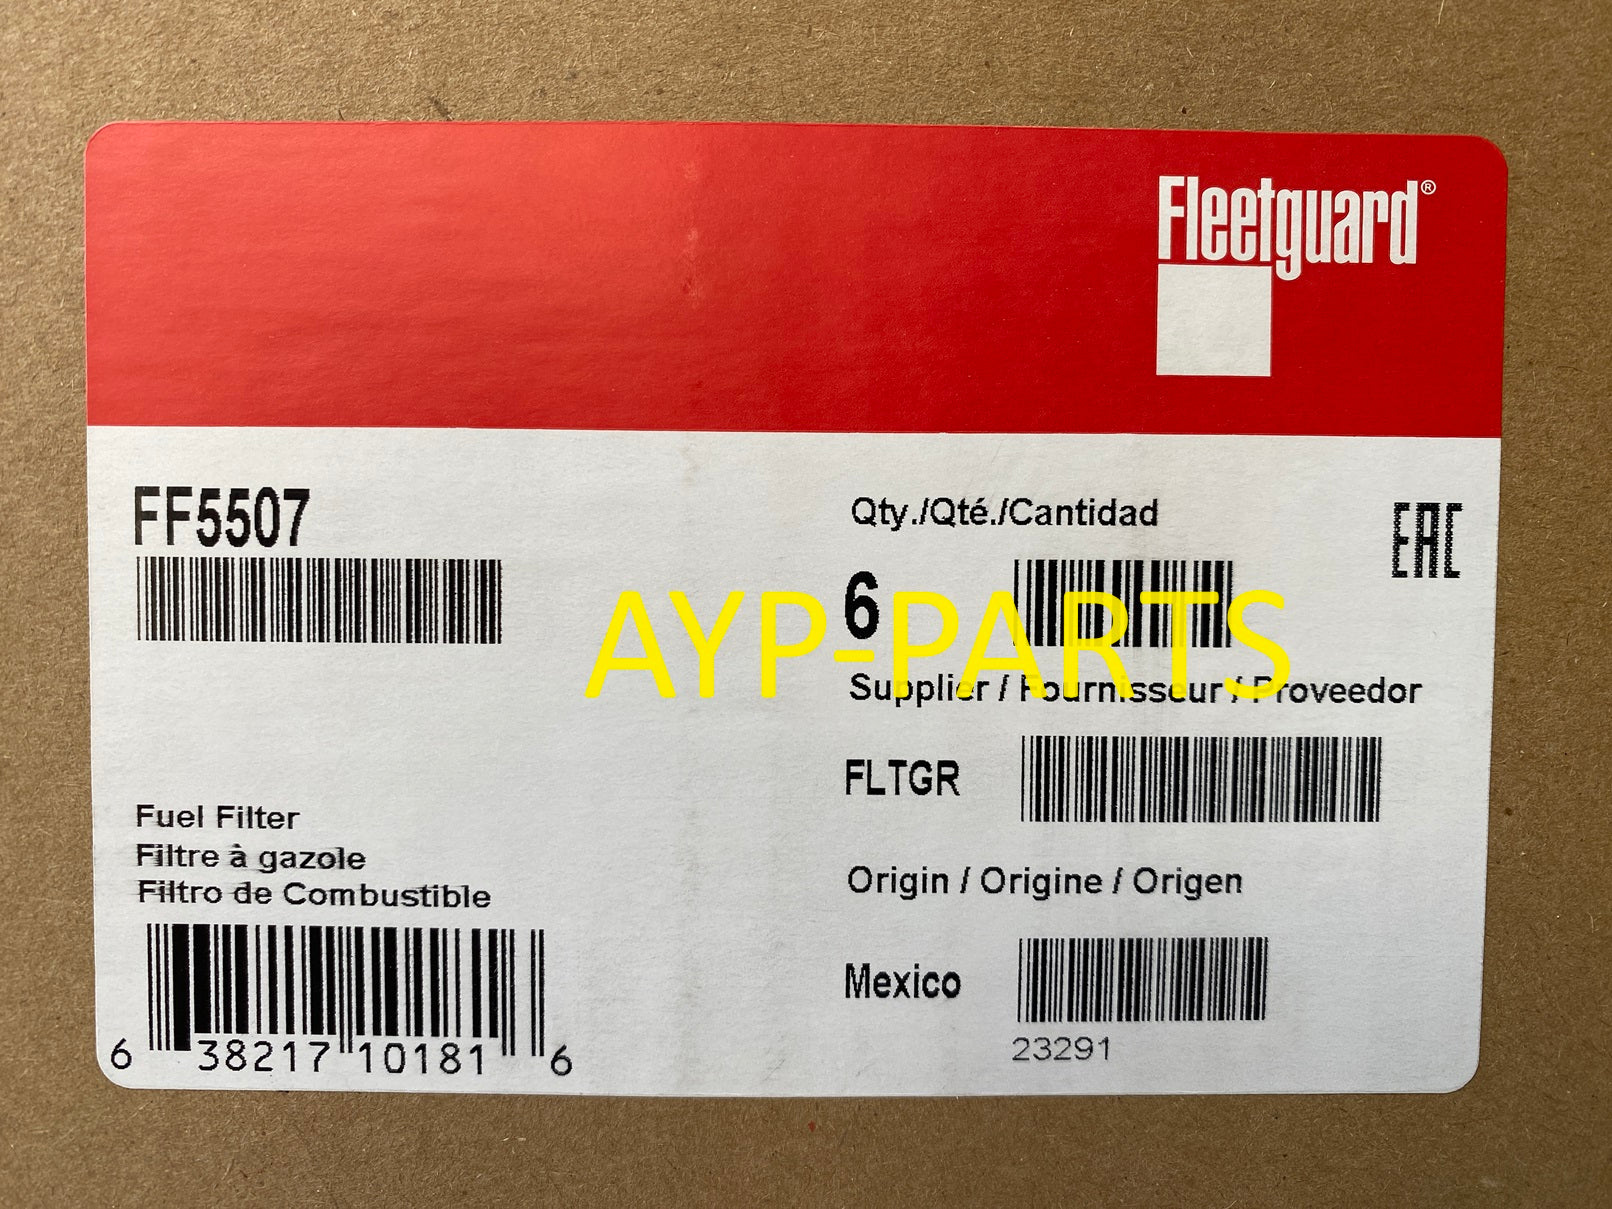 Fleetguard®
FF5507
Qty./Qté./Cantidad
EAC
6
AYP-PARTS
Supplier / Fournisseur / Proveedor
FLTGR
Fuel Filter
Filtre à gazole
Filtro de Combustible
Origin / Origine / Origen
Mexico
23291
6 38217 10181 6